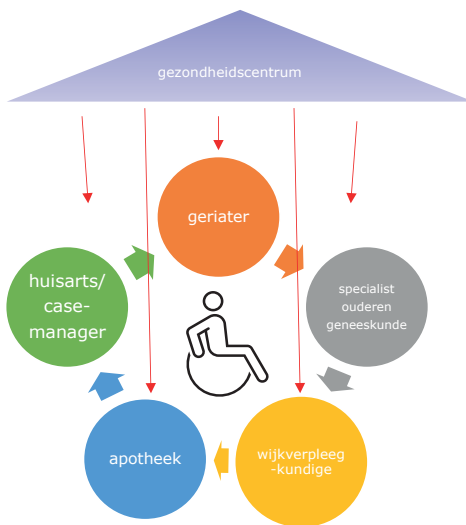 gezondheidscentrum
geriater
huisarts/
case-
manager
specialist
ouderen
geneeskunde
apotheek
wijkverpleeg
-kundige